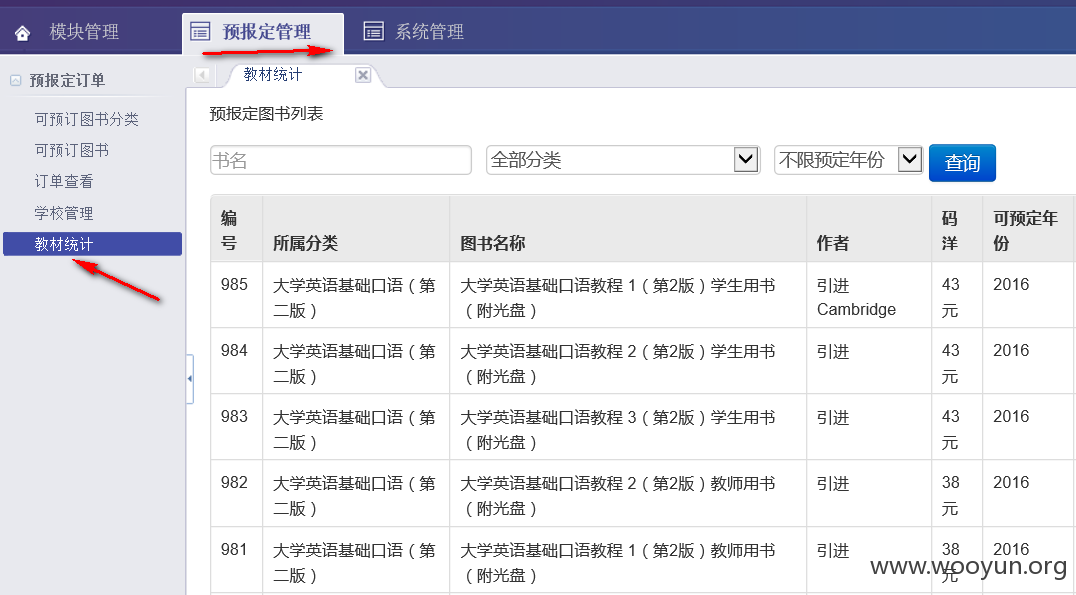 模块管理 预报定管理 系统管理
预报定订单
可预订图书分类
可预订图书
订单查看
学校管理
教材统计
教材统计
预报定图书列表
书名 全部分类 不限预定年份 查询
编号 所属分类 图书名称 作者 码洋 可预定年份
985 大学英语基础口语（第二版） 大学英语基础口语教程 1（第2版）学生用书（附光盘） 引进 Cambridge 43元 2016
984 大学英语基础口语（第二版） 大学英语基础口语教程 2（第2版）学生用书（附光盘） 引进 43元 2016
983 大学英语基础口语（第二版） 大学英语基础口语教程 3（第2版）学生用书（附光盘） 引进 43元 2016
982 大学英语基础口语（第二版） 大学英语基础口语教程 2（第2版）教师用书（附光盘） 引进 38元 2016
981 大学英语基础口语（第二版） 大学英语基础口语教程 1（第2版）教师用书（附光盘） 引进 38元 2016
www.wooyun.org